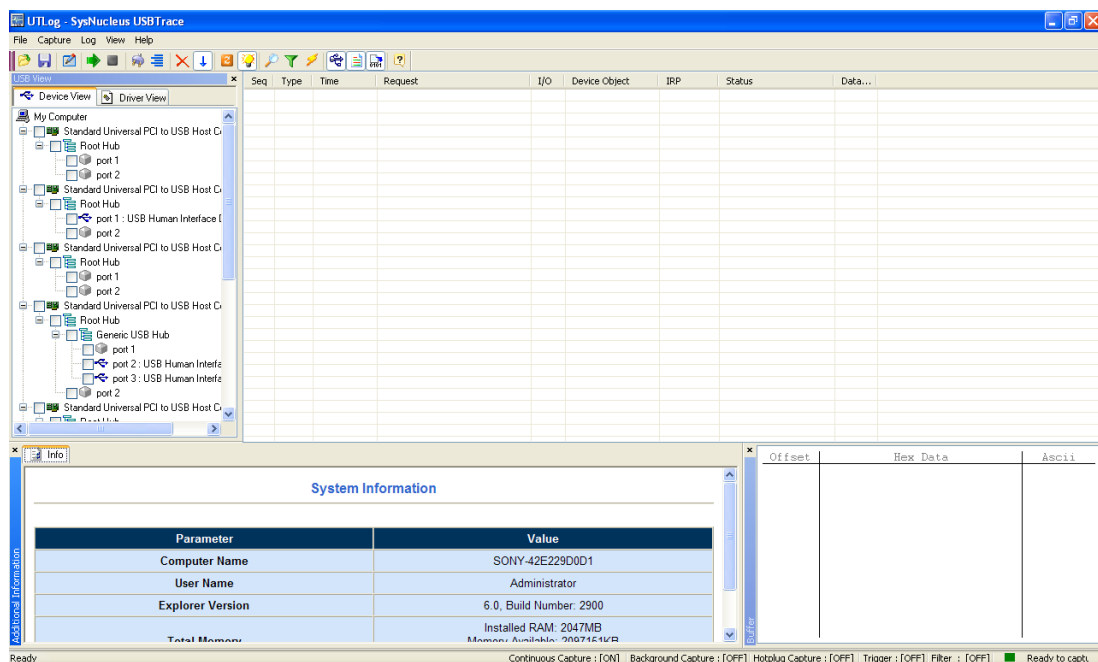 UTLog - SysNucleus USBTrace
File Capture Log View Help
USB View
Device View Driver View
Seq Type Time Request I/O Device Object IRP Status Data...
My Computer
Standard Universal PCI to USB Host C
Root Hub
port 1
port 2
Standard Universal PCI to USB Host C
Root Hub
port 1 : USB Human Interface
port 2
Standard Universal PCI to USB Host C
Root Hub
port 1
port 2
Standard Universal PCI to USB Host C
Root Hub
Generic USB Hub
port 1
port 2 : USB Human Interfa
port 3 : USB Human Interfa
port 2
Standard Universal PCI to USB Host C
Root Hub
Additional Information
Info
System Information
Parameter Value
Computer Name SONY-42E229D0D1
User Name Administrator
Explorer Version 6.0, Build Number: 2900
Total Memory Installed RAM: 2047MB
Memory Available: 2097151KB
Buffer
Offset Hex Data Ascii
Ready Continuous Capture : [ON] Background Capture : [OFF] Hotplug Capture : [OFF] Trigger : [OFF] Filter : [OFF] Ready to captu